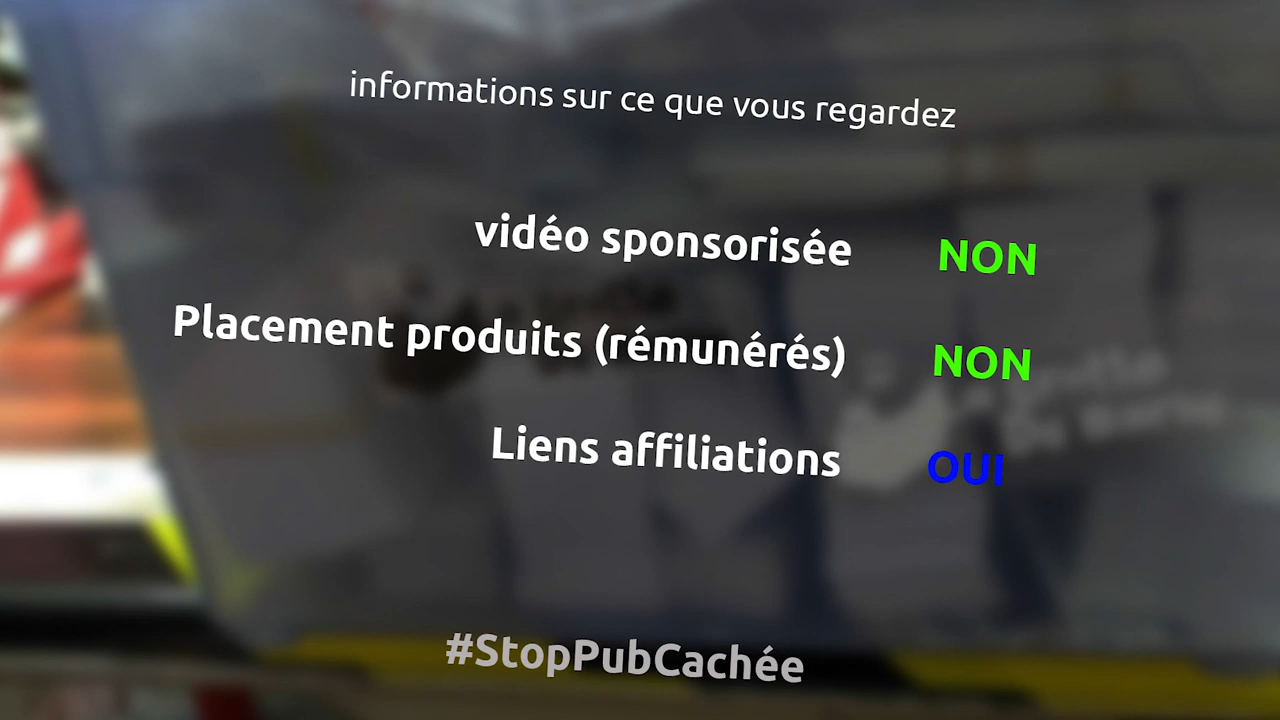 informations sur ce que vous regardez
vidéo sponsorisée NON
Placement produits (rémunérés) NON
Liens affiliations OUI
#StopPubCachée